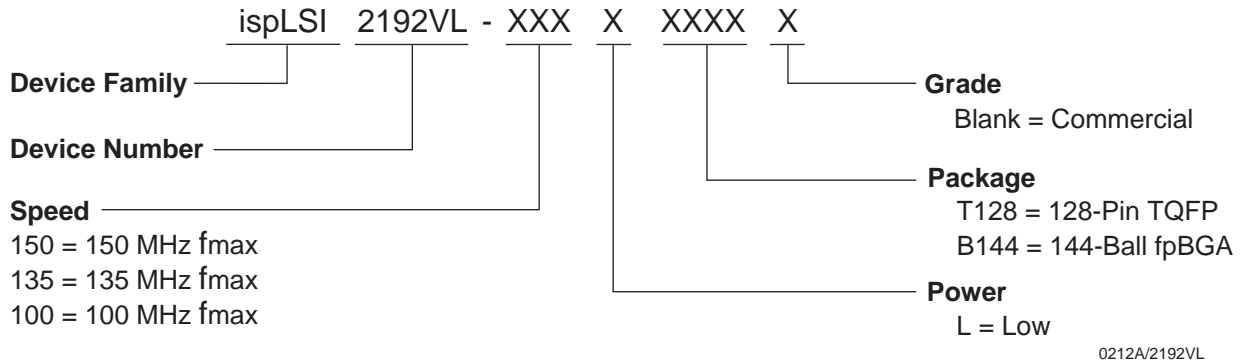 ispLSI 2192VL - XXX X XXXX X
Device Family
Device Number
Speed
150 = 150 MHz fmax
135 = 135 MHz fmax
100 = 100 MHz fmax
Grade
Blank = Commercial
Package
T128 = 128-Pin TQFP
B144 = 144-Ball fpBGA
Power
L = Low
0212A/2192VL